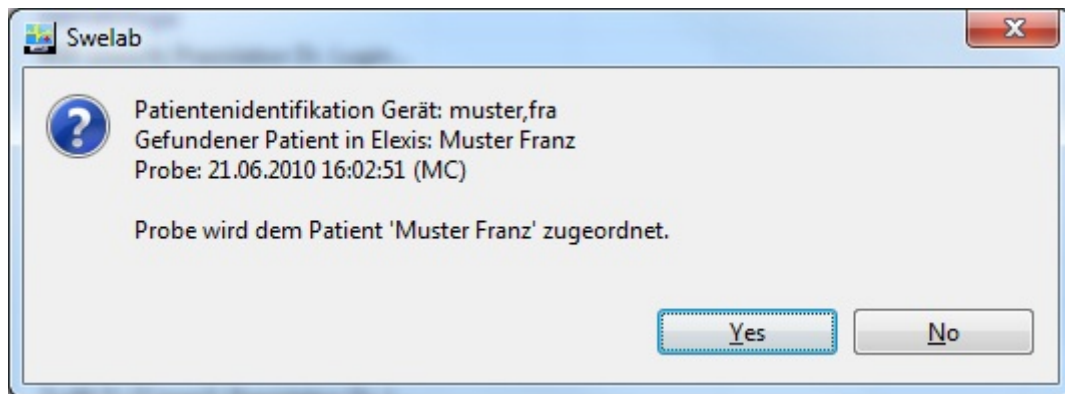 Swelab
Patientenidentifikation Gerät: muster,fra
Gefundener Patient in Elexis: Muster Franz
Probe: 21.06.2010 16:02:51 (MC)
Probe wird dem Patient 'Muster Franz' zugeordnet.
Yes
No